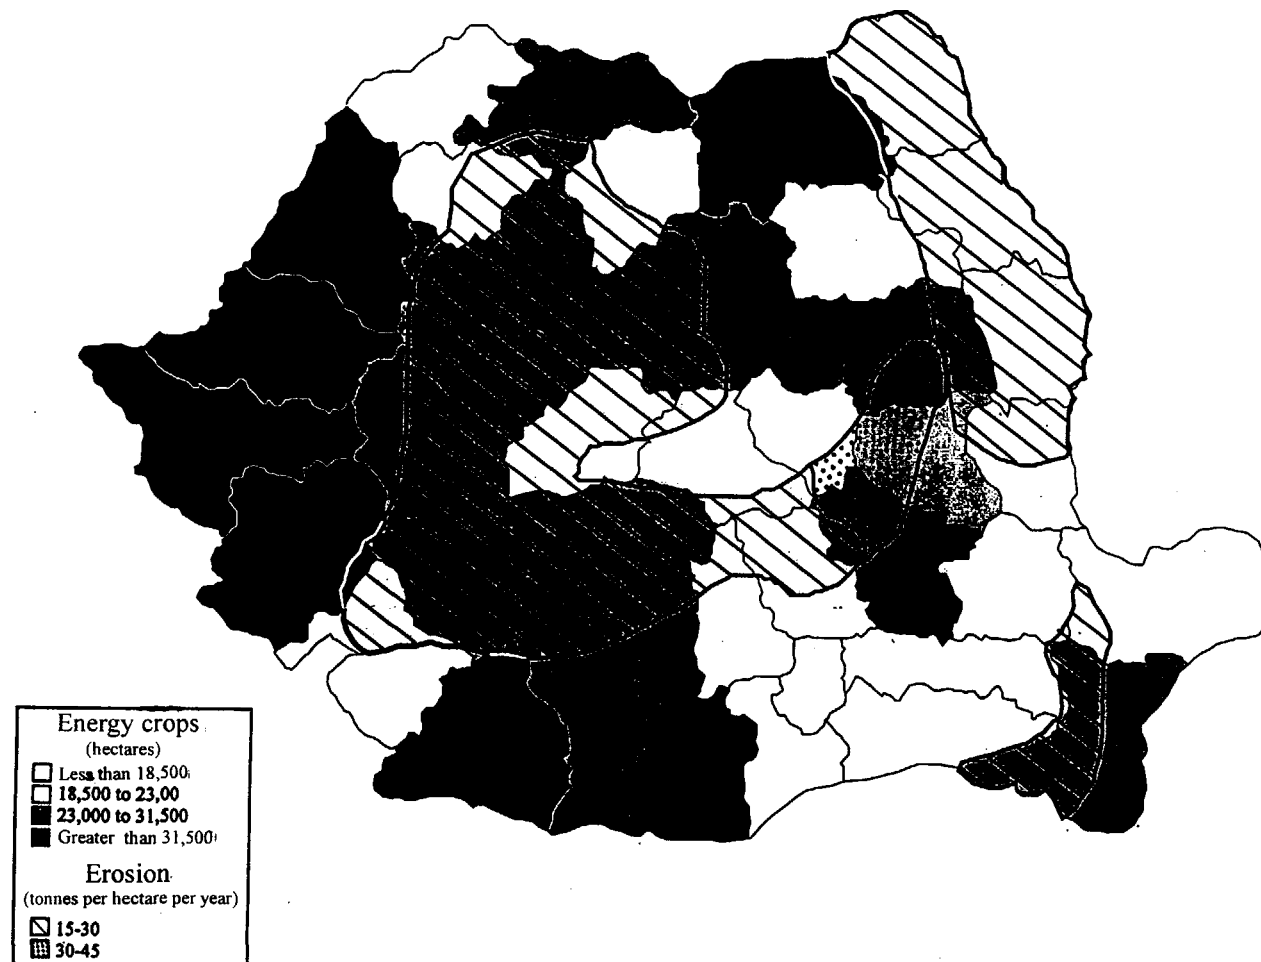 Energy crops
(hectares)
Less than 18,500
18,500 to 23,00
23,000 to 31,500
Greater than 31,500
Erosion
(tonnes per hectare per year)
15-30
30-45